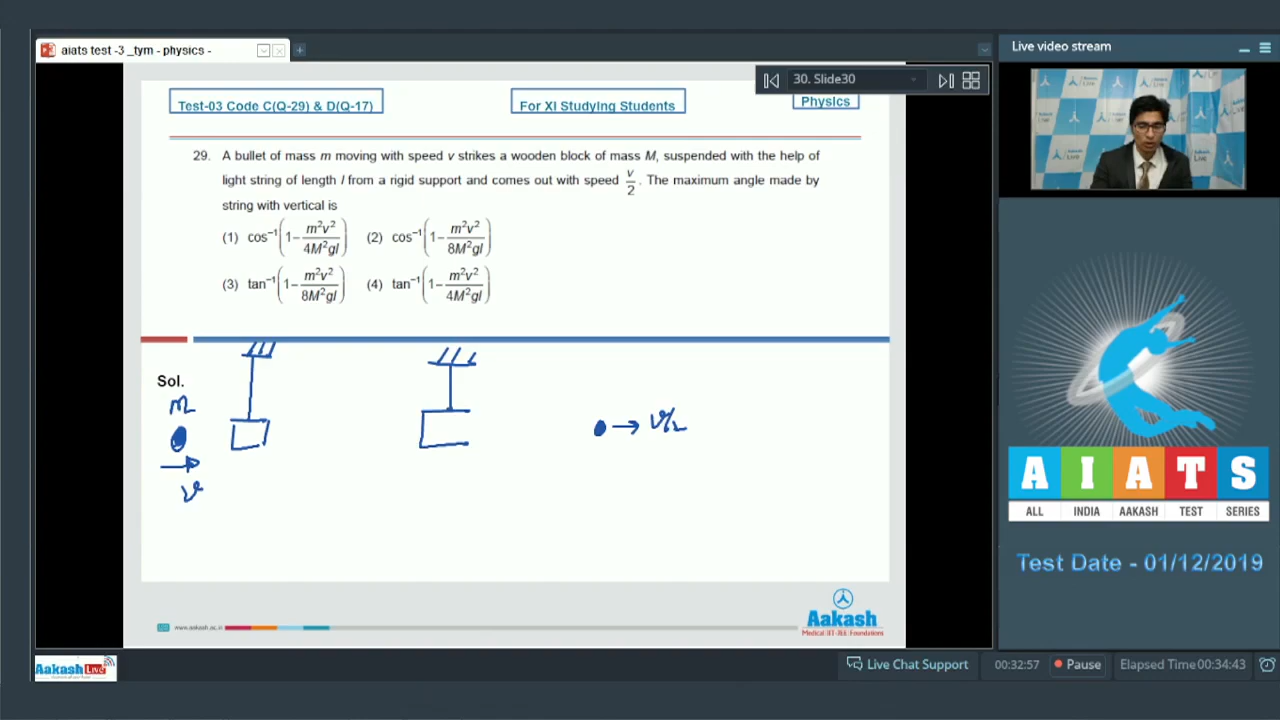 aiats test -3 _tym - physics -
Live video stream
30. Slide30
Test-03 Code C(Q-29) & D(Q-17)
For XI Studying Students
Physics
29. A bullet of mass m moving with speed v strikes a wooden block of mass M, suspended with the help of
light string of length l from a rigid support and comes out with speed v/2. The maximum angle made by
string with vertical is
(1) cos⁻¹(1−m²v²/4M²gl) (2) cos⁻¹(1−m²v²/8M²gl)
(3) tan⁻¹(1−m²v²/8M²gl) (4) tan⁻¹(1−m²v²/4M²gl)
Sol.
m
v
v/2
A I A T S
ALL INDIA AAKASH TEST SERIES
Test Date - 01/12/2019
Aakash
Medical|IIT-JEE|Foundations
www.aakash.ac.in
Aakash Live
Live Chat Support
00:32:57
Pause
Elapsed Time 00:34:43